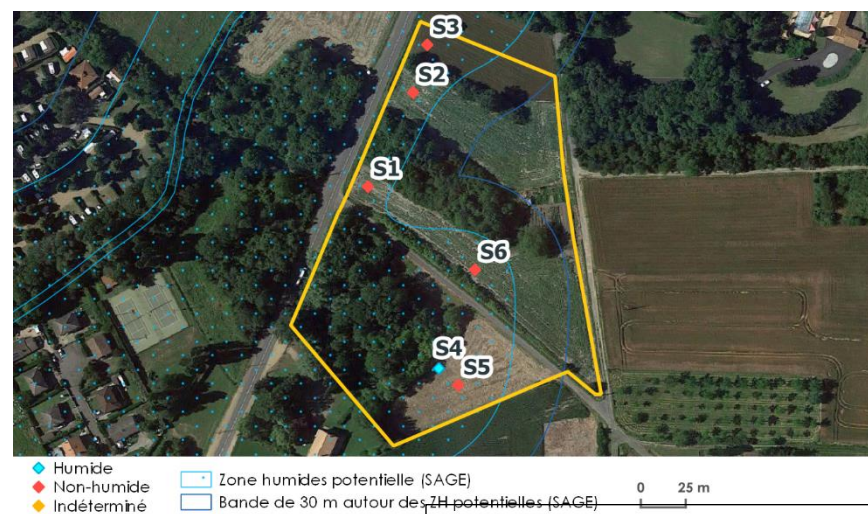 S3
S2
S1
S6
S4
S5
Humide
Non-humide
Indéterminé
Zone humides potentielle (SAGE)
Bande de 30 m autour des ZH potentielles (SAGE)
0 25 m